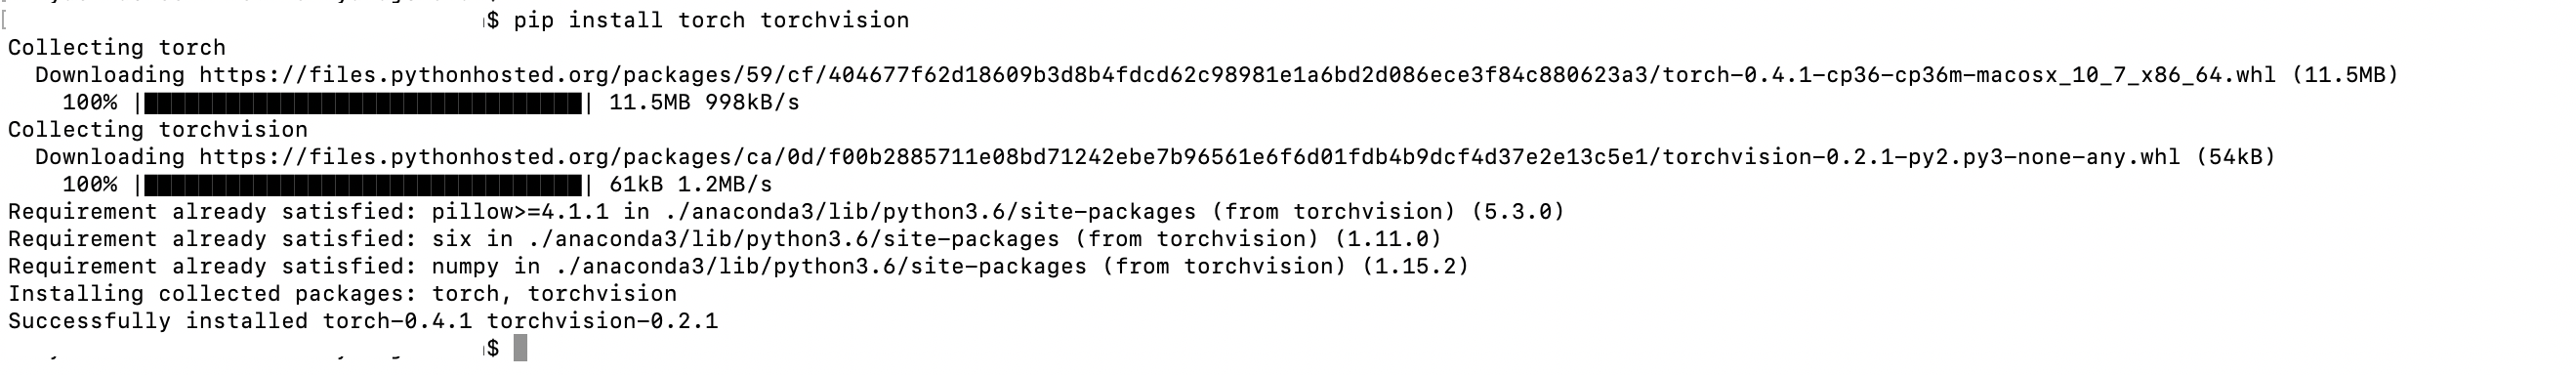 $ pip install torch torchvision
Collecting torch
  Downloading https://files.pythonhosted.org/packages/59/cf/404677f62d18609b3d8b4fdcd62c98981e1a6bd2d086ece3f84c880623a3/torch-0.4.1-cp36-cp36m-macosx_10_7_x86_64.whl (11.5MB)
    100% |████████████████████████████████| 11.5MB 998kB/s
Collecting torchvision
  Downloading https://files.pythonhosted.org/packages/ca/0d/f00b2885711e08bd71242ebe7b96561e6f6d01fdb4b9dcf4d37e2e13c5e1/torchvision-0.2.1-py2.py3-none-any.whl (54kB)
    100% |████████████████████████████████| 61kB 1.2MB/s
Requirement already satisfied: pillow>=4.1.1 in ./anaconda3/lib/python3.6/site-packages (from torchvision) (5.3.0)
Requirement already satisfied: six in ./anaconda3/lib/python3.6/site-packages (from torchvision) (1.11.0)
Requirement already satisfied: numpy in ./anaconda3/lib/python3.6/site-packages (from torchvision) (1.15.2)
Installing collected packages: torch, torchvision
Successfully installed torch-0.4.1 torchvision-0.2.1
$